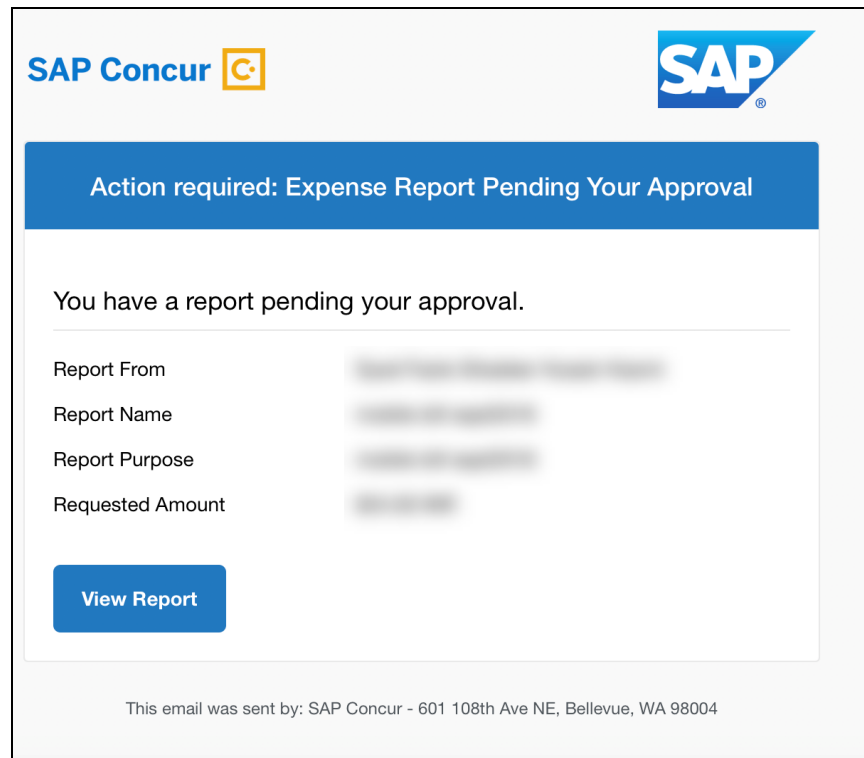 SAP Concur C.
SAP
®
Action required: Expense Report Pending Your Approval
You have a report pending your approval.
Report From
Report Name
Report Purpose
Requested Amount
View Report
This email was sent by: SAP Concur - 601 108th Ave NE, Bellevue, WA 98004